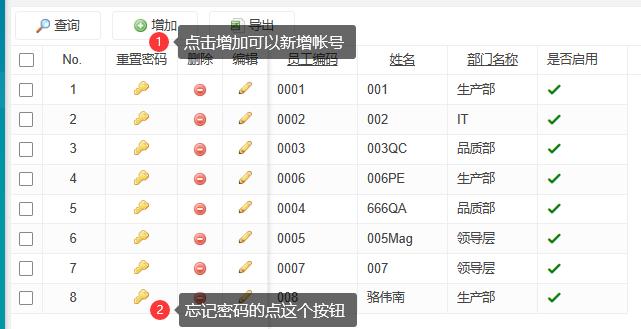 查询 增加 导出
1 点击增加可以新增帐号
No. 重置密码 删除 编辑 员工编码 姓名 部门名称 是否启用
1 0001 001 生产部
2 0002 002 IT
3 0003 003QC 品质部
4 0006 006PE 生产部
5 0004 666QA 品质部
6 0005 005Mag 领导层
7 0007 007 领导层
8 008 骆伟南 生产部
2 忘记密码的点这个按钮